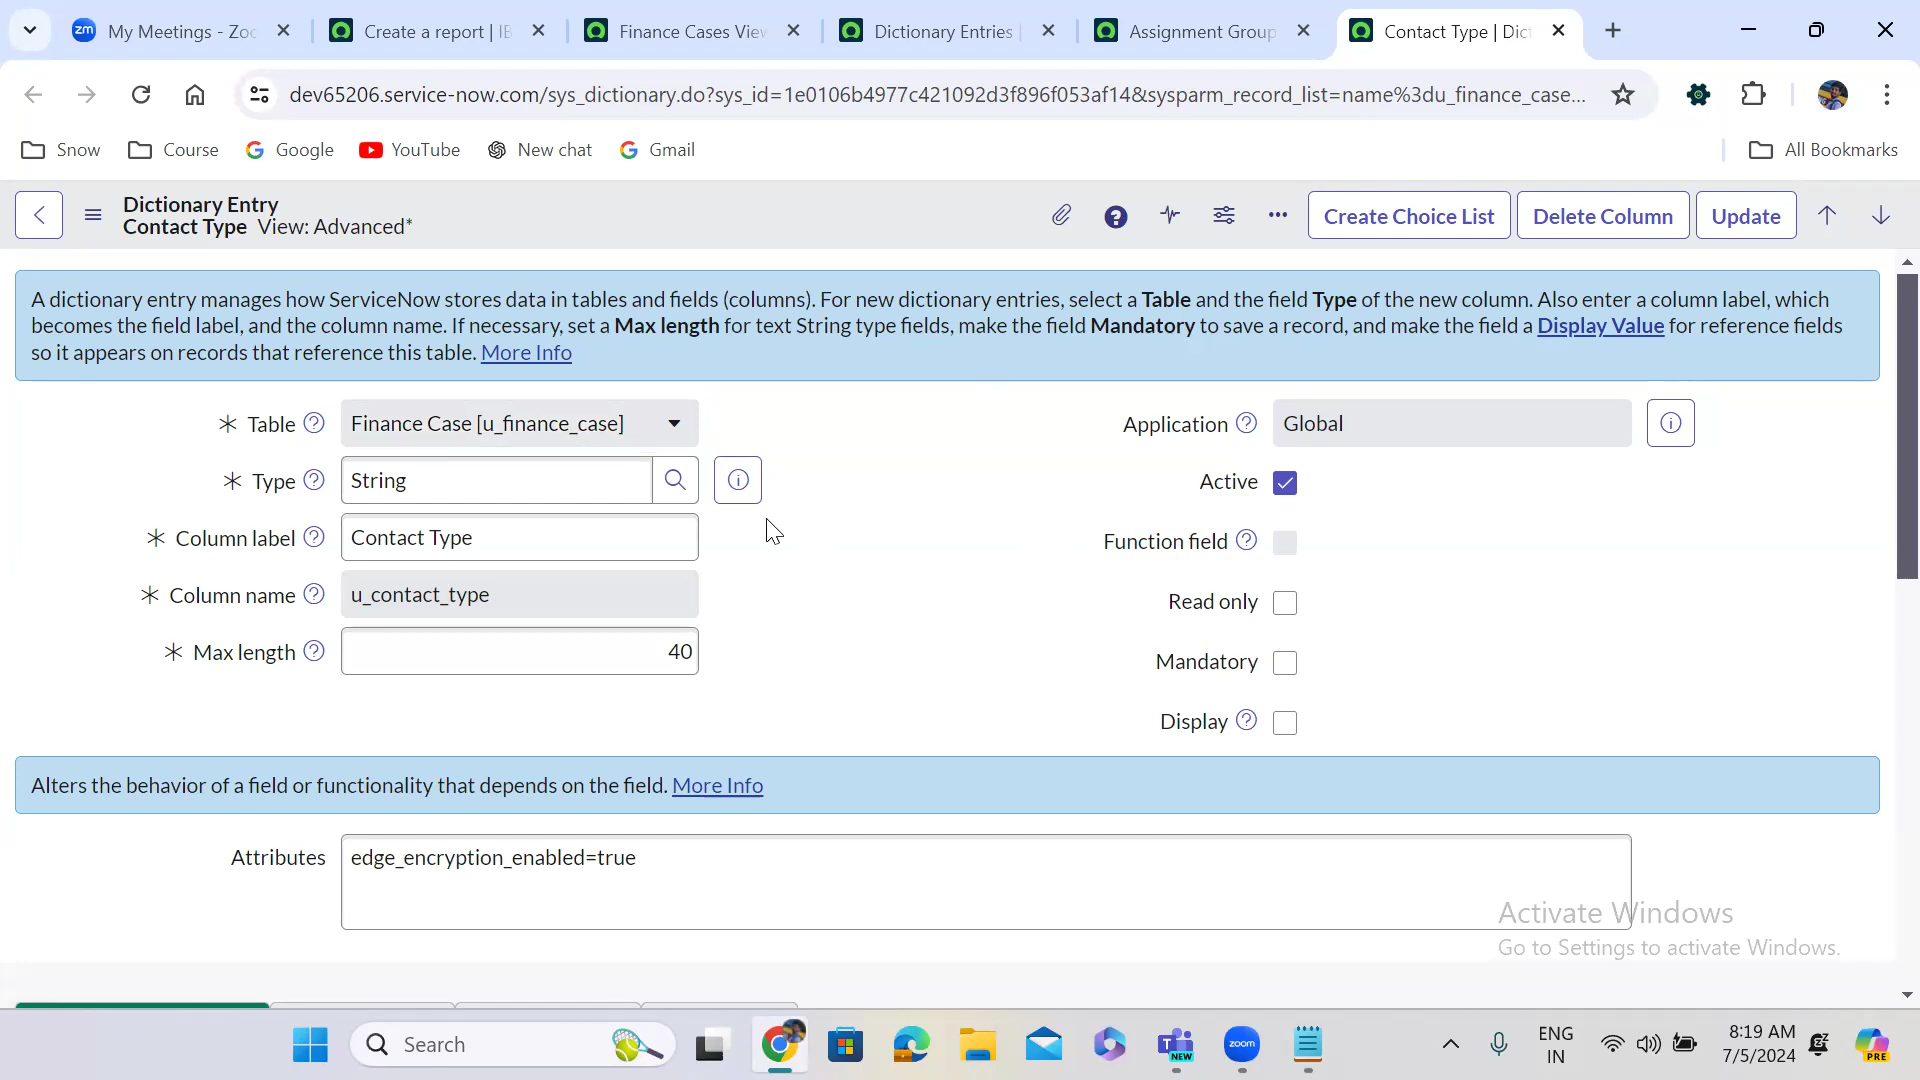 My Meetings - Zoo
Create a report | IB
Finance Cases View
Dictionary Entries |
Assignment Group
Contact Type | Dict
dev65206.service-now.com/sys_dictionary.do?sys_id=1e0106b4977c421092d3f896f053af14&sysparm_record_list=name%3du_finance_case...
Snow
Course
Google
YouTube
New chat
Gmail
All Bookmarks
Dictionary Entry
Contact Type View: Advanced*
Create Choice List
Delete Column
Update
A dictionary entry manages how ServiceNow stores data in tables and fields (columns). For new dictionary entries, select a Table and the field Type of the new column. Also enter a column label, which
becomes the field label, and the column name. If necessary, set a Max length for text String type fields, make the field Mandatory to save a record, and make the field a Display Value for reference fields
so it appears on records that reference this table. More Info
* Table Finance Case [u_finance_case]
Application Global
* Type String
Active
* Column label Contact Type
Function field
* Column name u_contact_type
Read only
* Max length 40
Mandatory
Display
Alters the behavior of a field or functionality that depends on the field. More Info
Attributes edge_encryption_enabled=true
Activate Windows
Go to Settings to activate Windows.
Search
NEW
zoom
ENG
IN
8:19 AM
7/5/2024
PRE